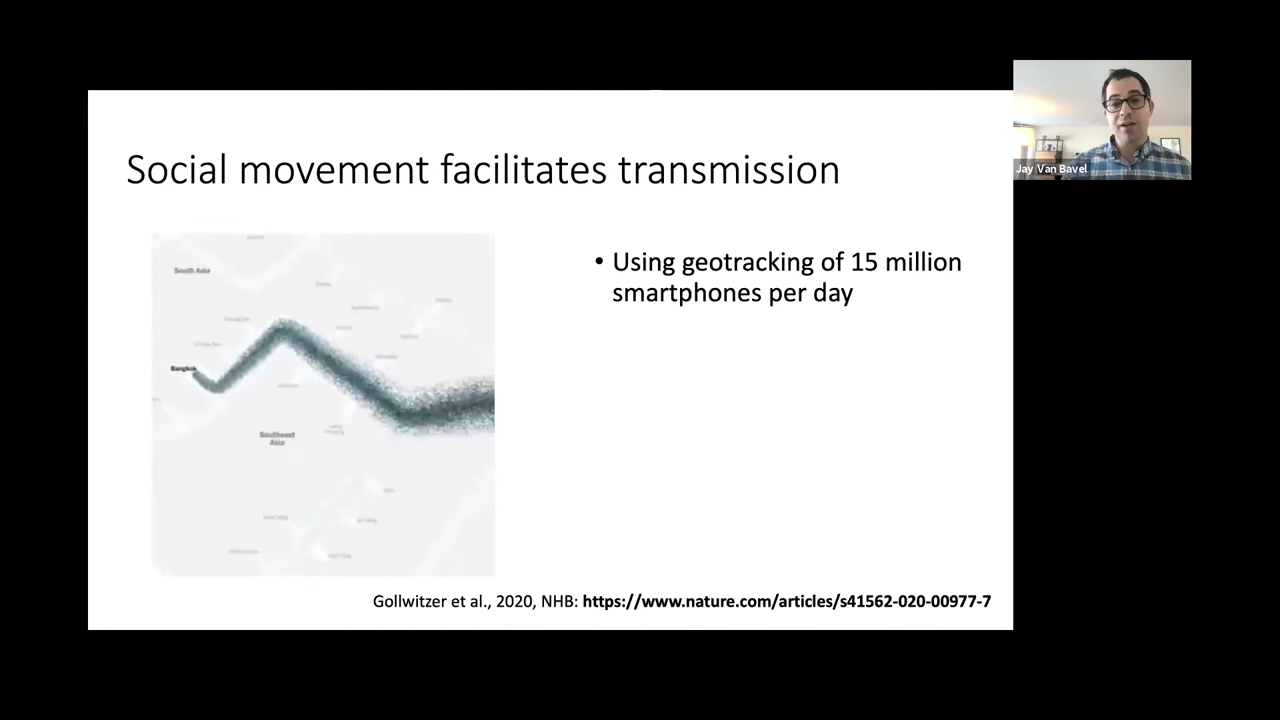 Social movement facilitates transmission
Jay Van Bavel
• Using geotracking of 15 million
smartphones per day
South Asia
Bangkok
Southeast
Asia
Gollwitzer et al., 2020, NHB: https://www.nature.com/articles/s41562-020-00977-7